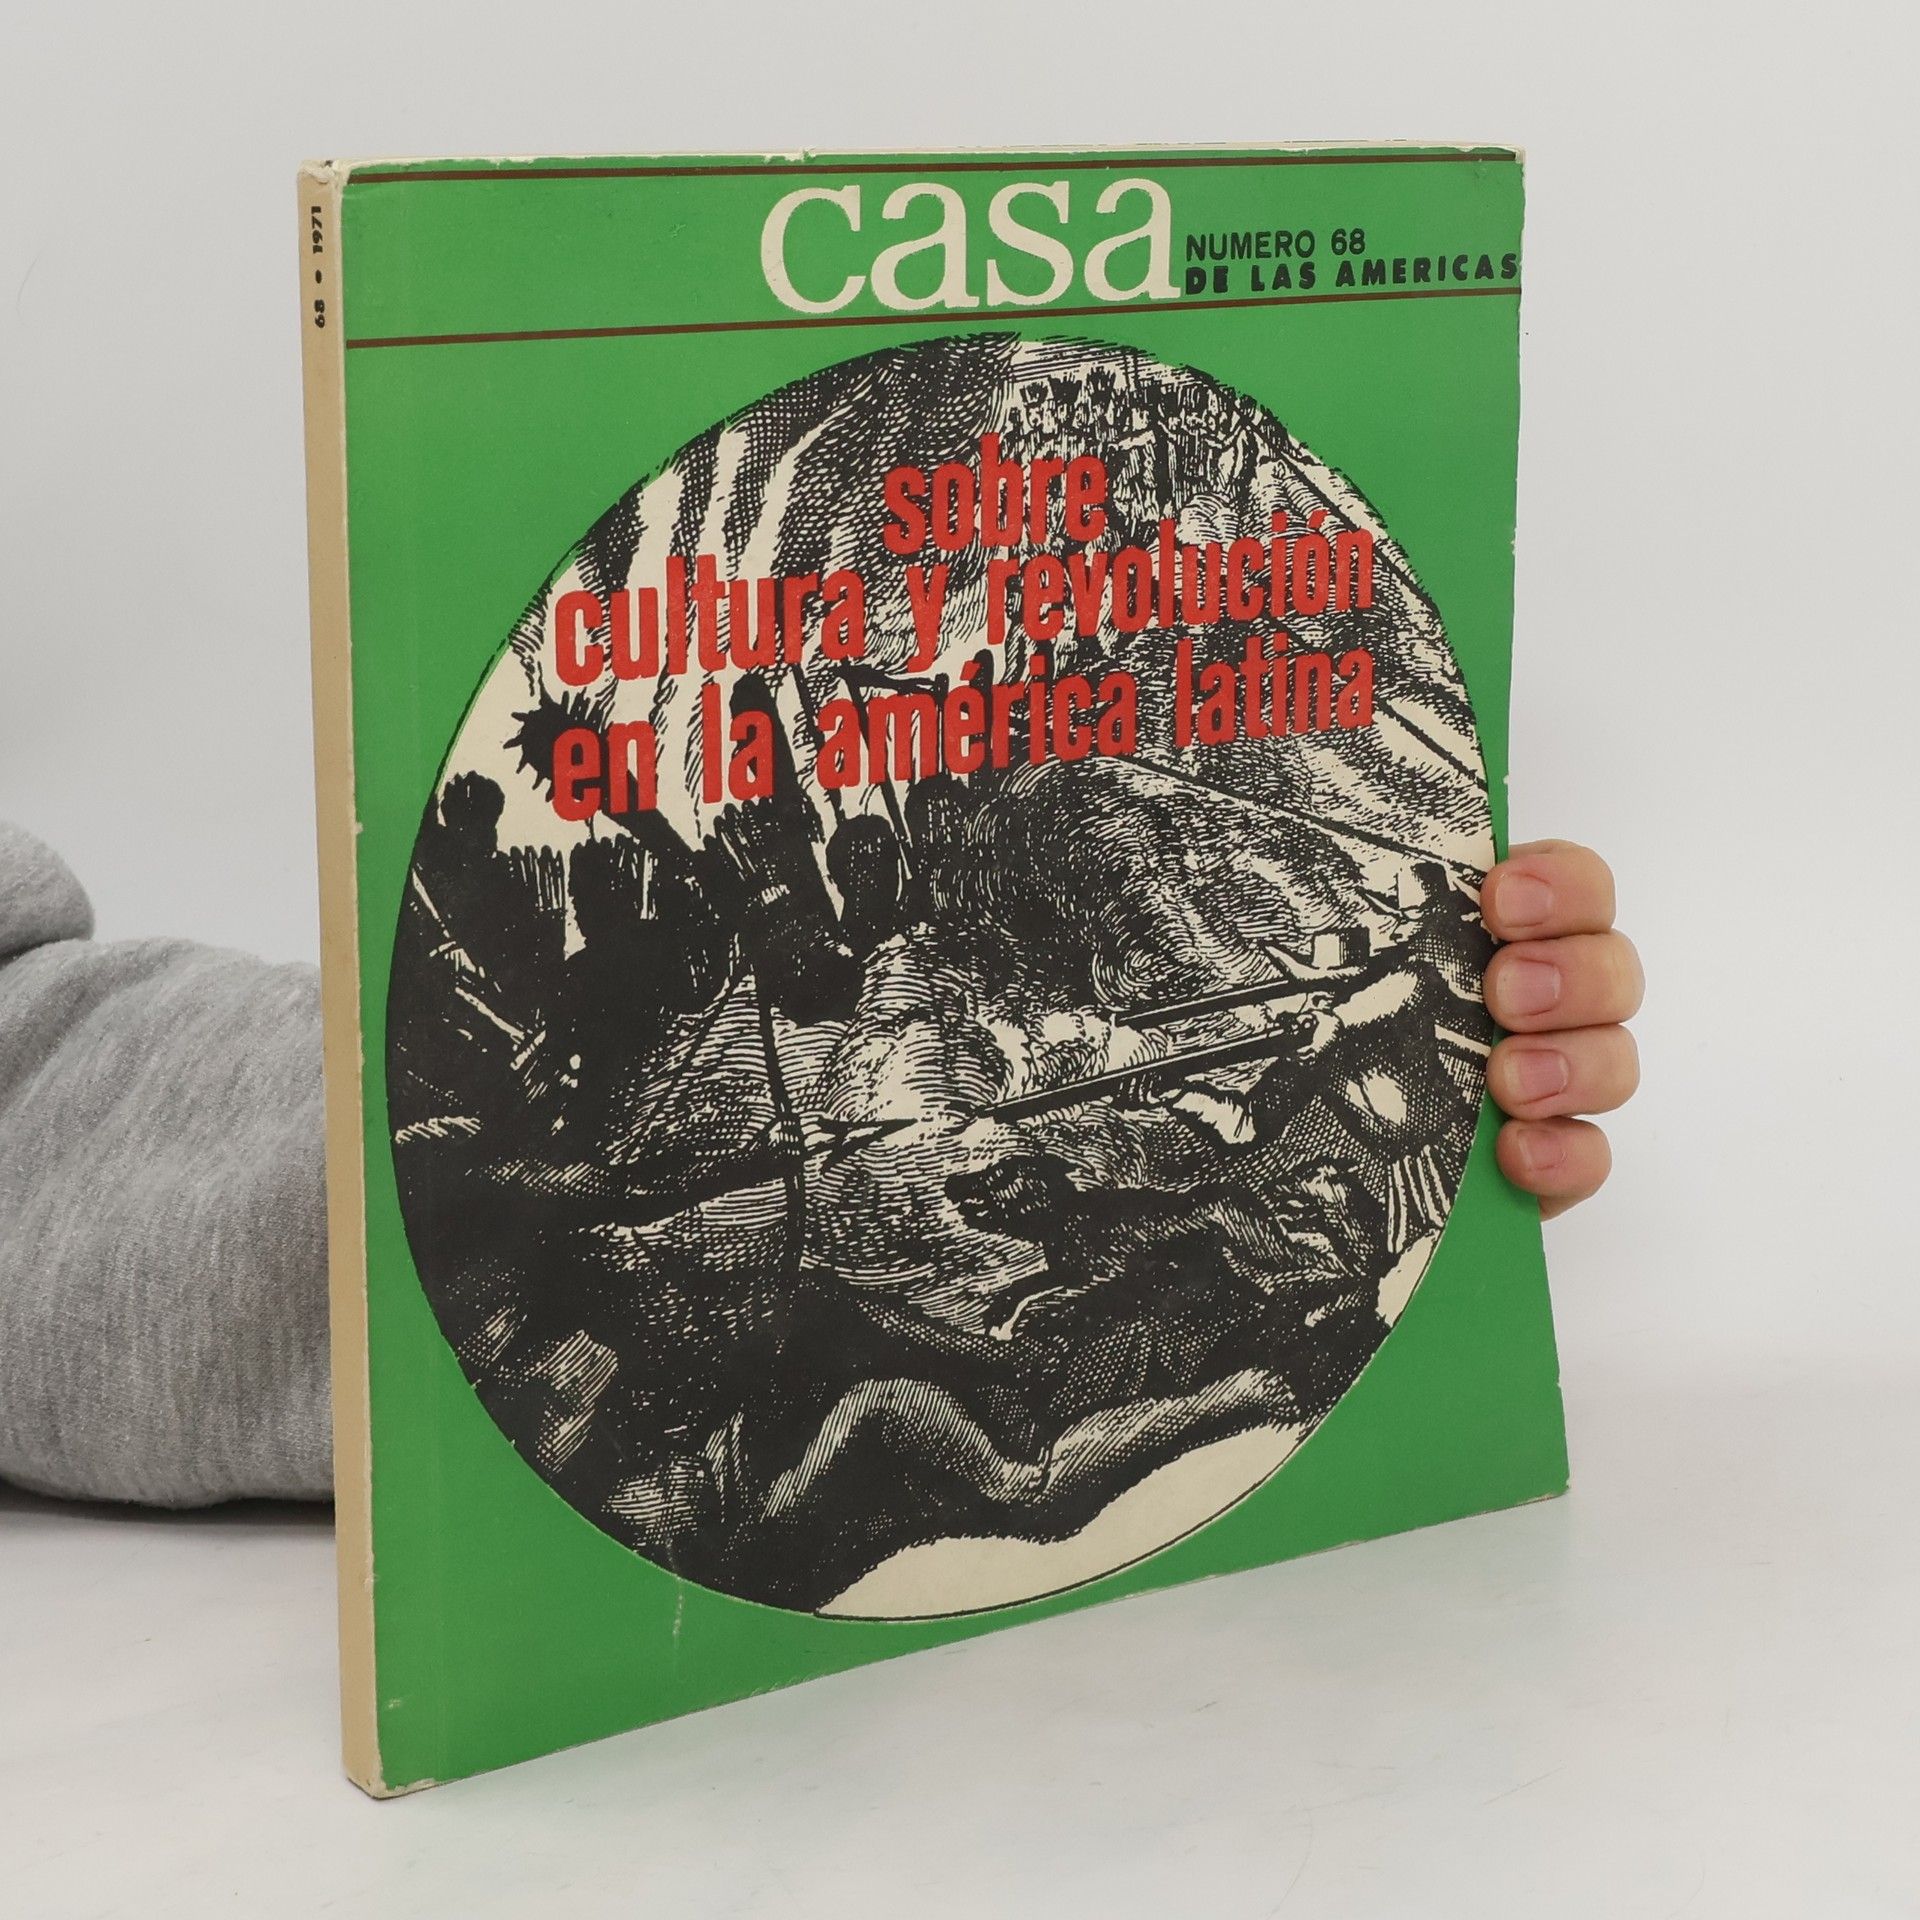 casa
NUMERO 68
DE LAS AMERICAS
sobre
cultura y revolución
en la américa latina
68 • 1971